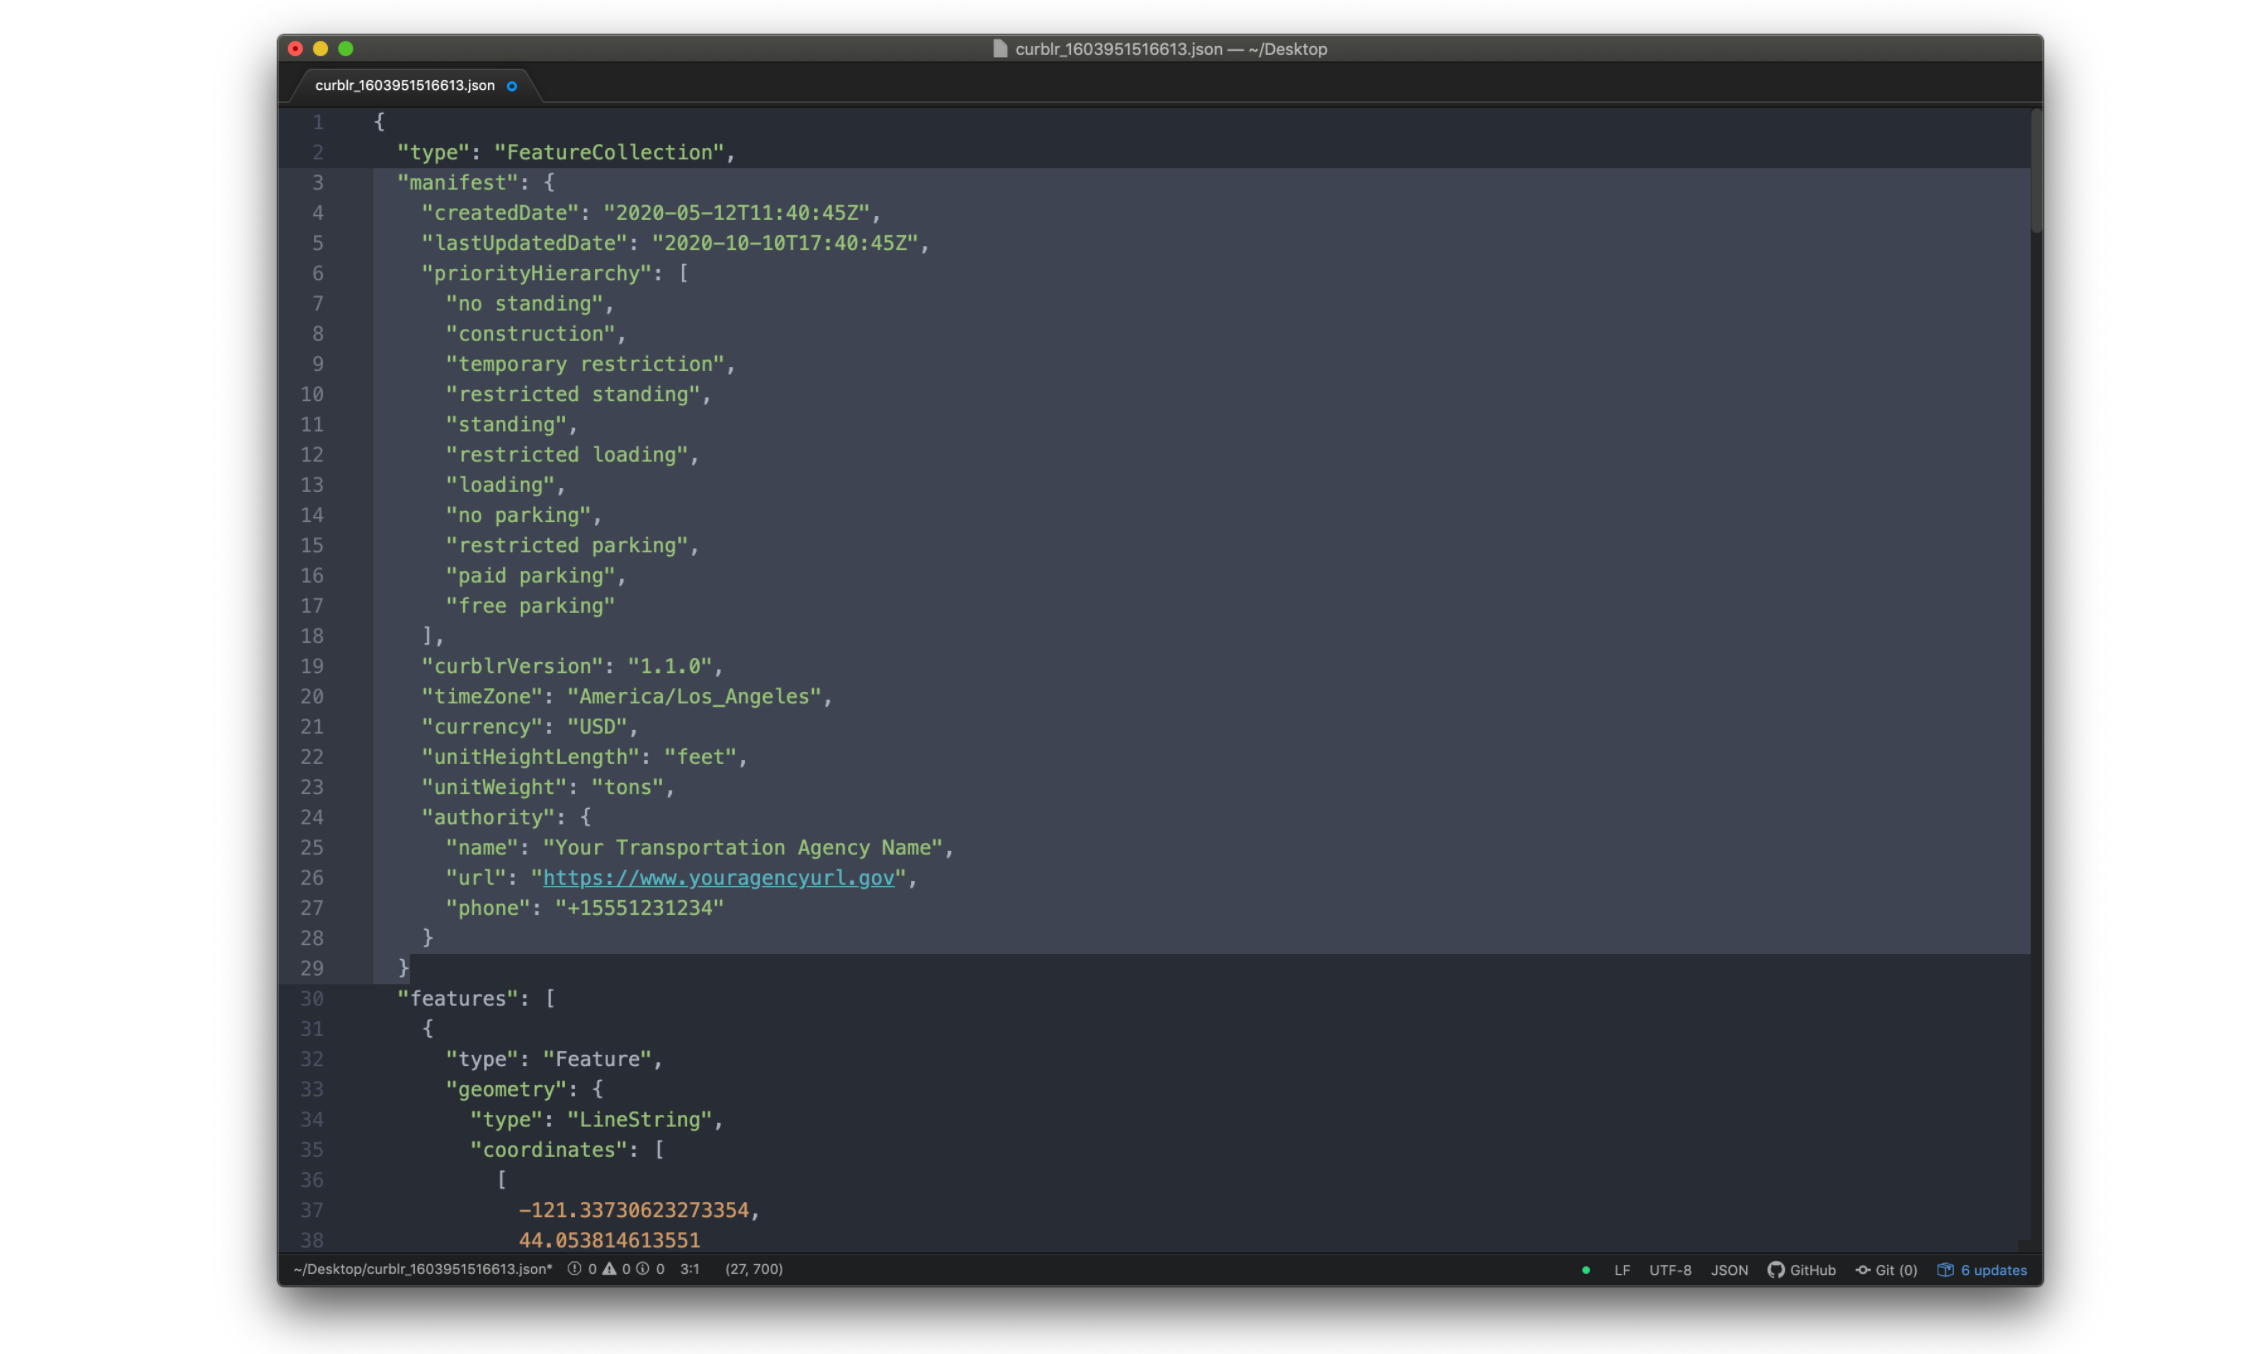 curblr_1603951516613.json — ~/Desktop
curblr_1603951516613.json
1 {
2 "type": "FeatureCollection",
3 "manifest": {
4 "createdDate": "2020-05-12T11:40:45Z",
5 "lastUpdatedDate": "2020-10-10T17:40:45Z",
6 "priorityHierarchy": [
7 "no standing",
8 "construction",
9 "temporary restriction",
10 "restricted standing",
11 "standing",
12 "restricted loading",
13 "loading",
14 "no parking",
15 "restricted parking",
16 "paid parking",
17 "free parking"
18 ],
19 "curblrVersion": "1.1.0",
20 "timeZone": "America/Los_Angeles",
21 "currency": "USD",
22 "unitHeightLength": "feet",
23 "unitWeight": "tons",
24 "authority": {
25 "name": "Your Transportation Agency Name",
26 "url": "https://www.youragencyurl.gov",
27 "phone": "+15551231234"
28 }
29 }
30 "features": [
31 {
32 "type": "Feature",
33 "geometry": {
34 "type": "LineString",
35 "coordinates": [
36 [
37 -121.33730623273354,
38 44.053814613551
~/Desktop/curblr_1603951516613.json* 0 0 0 3:1 (27, 700) LF UTF-8 JSON GitHub Git (0) 6 updates